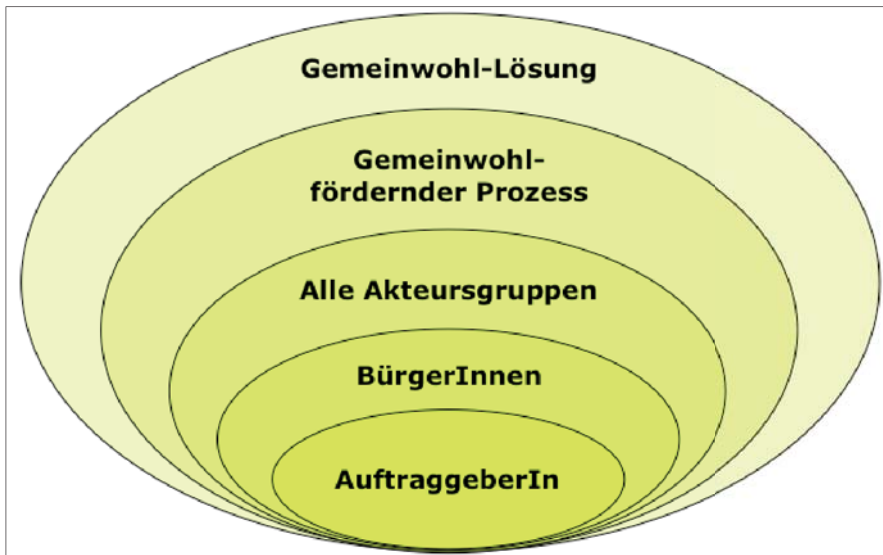 Gemeinwohl-Lösung
Gemeinwohl-
fördernder Prozess
Alle Akteursgruppen
BürgerInnen
AuftraggeberIn